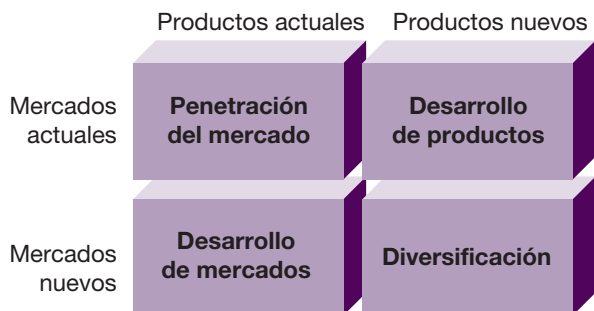 Productos actuales
Productos nuevos
Mercados
actuales
Penetración
del mercado
Desarrollo
de productos
Mercados
nuevos
Desarrollo
de mercados
Diversificación